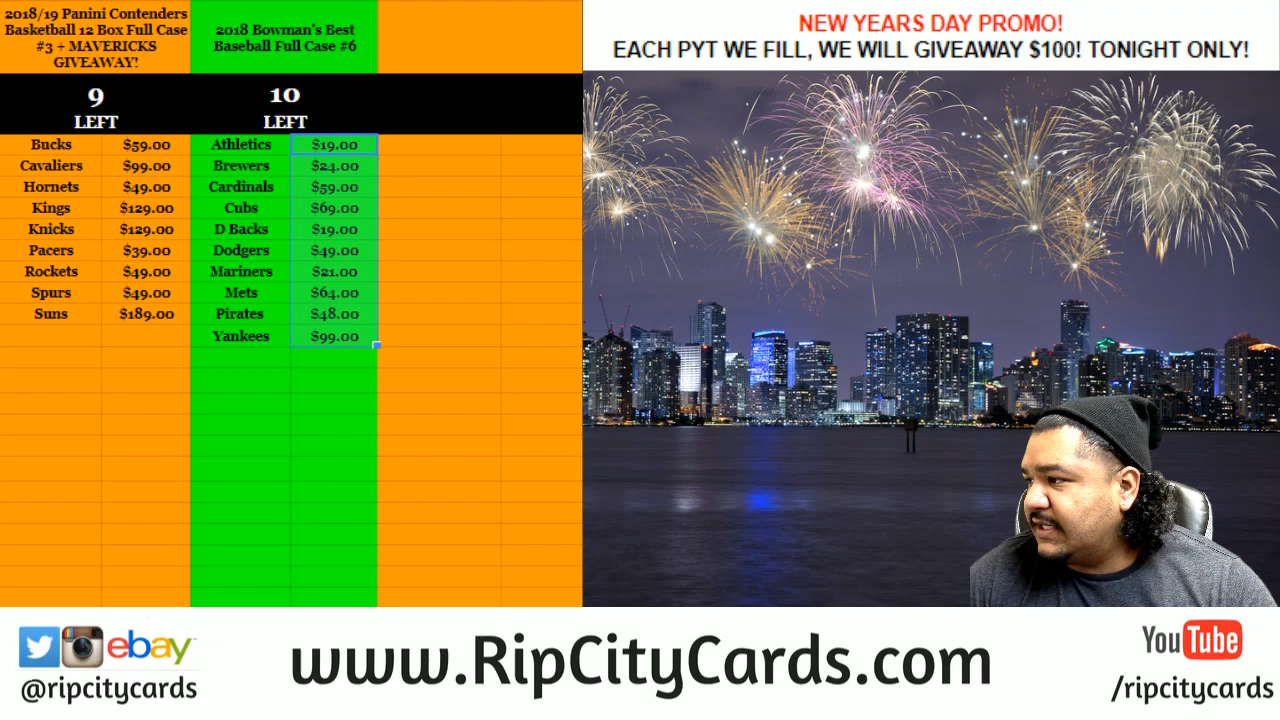 2018/19 Panini Contenders
Basketball 12 Box Full Case
#3 + MAVERICKS
GIVEAWAY!
2018 Bowman's Best
Baseball Full Case #6
9
LEFT
10
LEFT
Bucks $59.00 Athletics $19.00
Cavaliers $99.00 Brewers $24.00
Hornets $49.00 Cardinals $59.00
Kings $129.00 Cubs $69.00
Knicks $129.00 D Backs $19.00
Pacers $39.00 Dodgers $49.00
Rockets $49.00 Mariners $21.00
Spurs $49.00 Mets $64.00
Suns $189.00 Pirates $48.00
Yankees $99.00
NEW YEARS DAY PROMO!
EACH PYT WE FILL, WE WILL GIVEAWAY $100! TONIGHT ONLY!
ebay
@ripcitycards
www.RipCityCards.com
YouTube
/ripcitycards